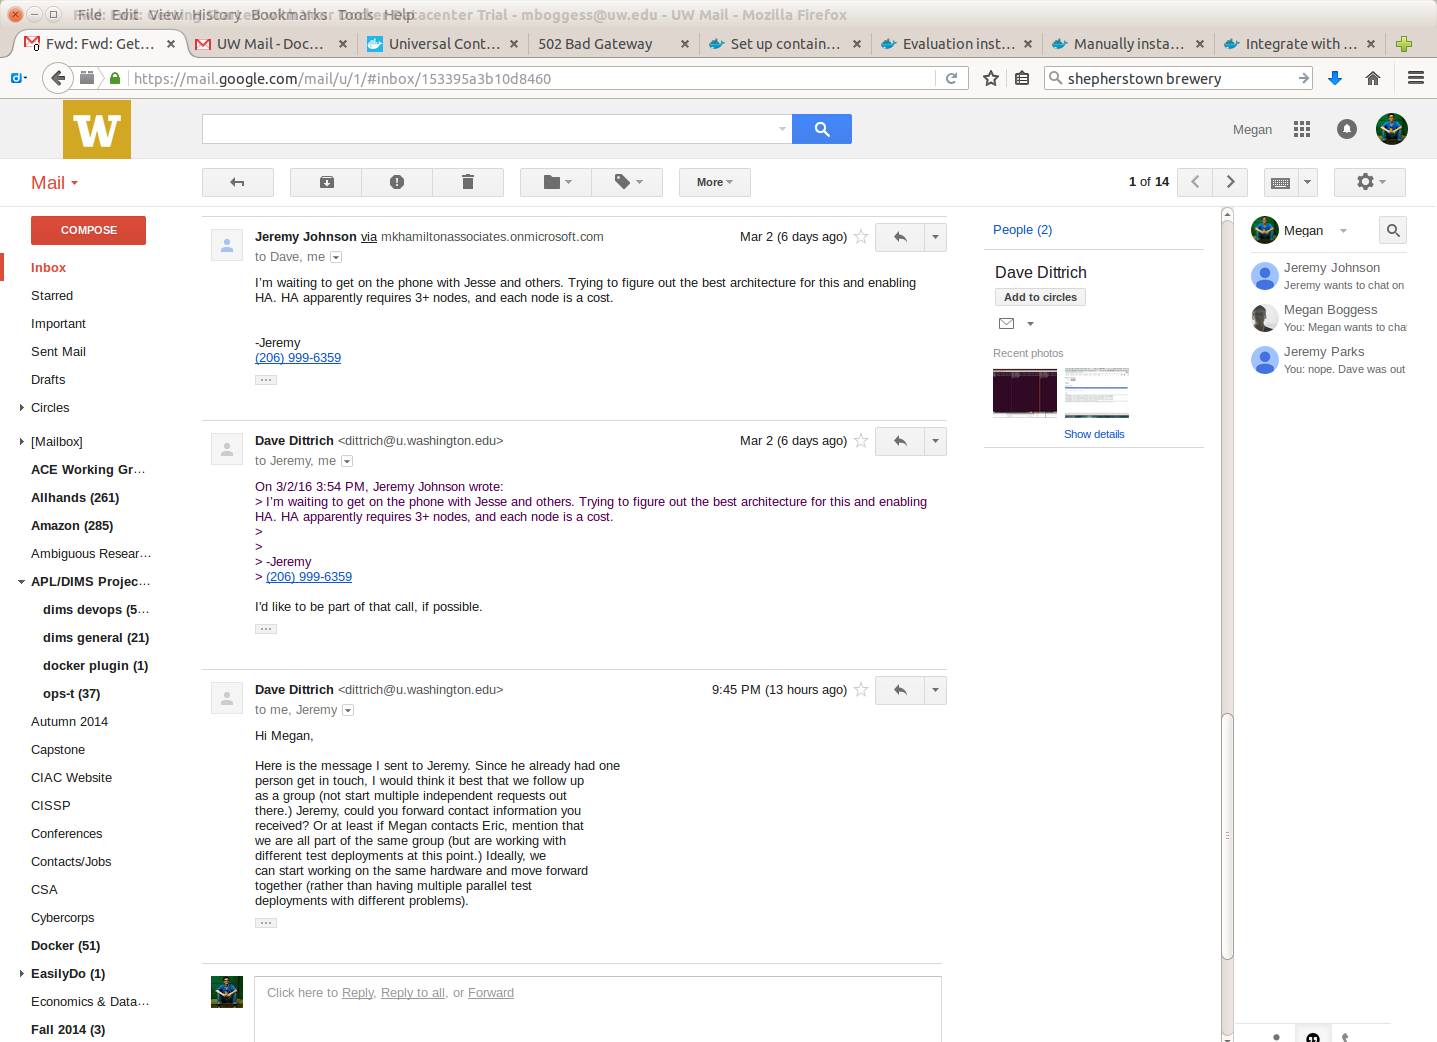 File Edit View History Bookmarks Tools Help
Datacenter Trial - mboggess@uw.edu - UW Mail - Mozilla Firefox
Fwd: Fwd: Get...
UW Mail - Doc...
Universal Cont...
502 Bad Gateway
Set up contain...
Evaluation inst...
Manually insta...
Integrate with ...
https://mail.google.com/mail/u/1/#inbox/153395a3b10d8460
shepherstown brewery
W
Megan
Mail
More
1 of 14
COMPOSE
Inbox
Starred
Important
Sent Mail
Drafts
Circles
[Mailbox]
ACE Working Gr...
Allhands (261)
Amazon (285)
Ambiguous Resear...
APL/DIMS Projec...
dims devops (5...
dims general (21)
docker plugin (1)
ops-t (37)
Autumn 2014
Capstone
CIAC Website
CISSP
Conferences
Contacts/Jobs
CSA
Cybercorps
Docker (51)
EasilyDo (1)
Economics & Data...
Fall 2014 (3)
Jeremy Johnson via mkhamiltonassociates.onmicrosoft.com
Mar 2 (6 days ago)
to Dave, me
I'm waiting to get on the phone with Jesse and others. Trying to figure out the best architecture for this and enabling
HA. HA apparently requires 3+ nodes, and each node is a cost.
-Jeremy
(206) 999-6359
Dave Dittrich <dittrich@u.washington.edu>
Mar 2 (6 days ago)
to Jeremy, me
On 3/2/16 3:54 PM, Jeremy Johnson wrote:
> I'm waiting to get on the phone with Jesse and others. Trying to figure out the best architecture for this and enabling
HA. HA apparently requires 3+ nodes, and each node is a cost.
>
>
> -Jeremy
> (206) 999-6359
I'd like to be part of that call, if possible.
Dave Dittrich <dittrich@u.washington.edu>
9:45 PM (13 hours ago)
to me, Jeremy
Hi Megan,
Here is the message I sent to Jeremy. Since he already had one
person get in touch, I would think it best that we follow up
as a group (not start multiple independent requests out
there.) Jeremy, could you forward contact information you
received? Or at least if Megan contacts Eric, mention that
we are all part of the same group (but are working with
different test deployments at this point.) Ideally, we
can start working on the same hardware and move forward
together (rather than having multiple parallel test
deployments with different problems).
Click here to Reply, Reply to all, or Forward
People (2)
Dave Dittrich
Add to circles
Recent photos
Show details
Megan
Jeremy Johnson
Jeremy wants to chat on
Megan Boggess
You: Megan wants to chat
Jeremy Parks
You: nope. Dave was out